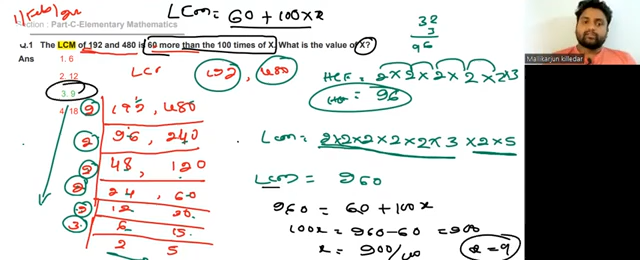 11/Feb/
Section : Part-C-Elementary Mathematics
LCM = 60 + 100 x X
Q.1 The LCM of 192 and 480 is 60 more than the 100 times of X. What is the value of X?
Ans
1. 6
2. 12
3. 9
4. 18
LCM
192, 480
32
3
96
HCF = 2 x 2 x 2 x 2 x 2 x 3
HCF = 96
2 192, 480
2 96, 240
2 48, 120
2 24, 60
2 12 20
3 6 15
2 5
LCM = 2 x 2 x 2 x 2 x 2 x 3 x 2 x 5
LCM = 960
960 = 60 + 100x
100x = 960 - 60 = 900
x = 900/100
x = 9
Mallikarjun killedar